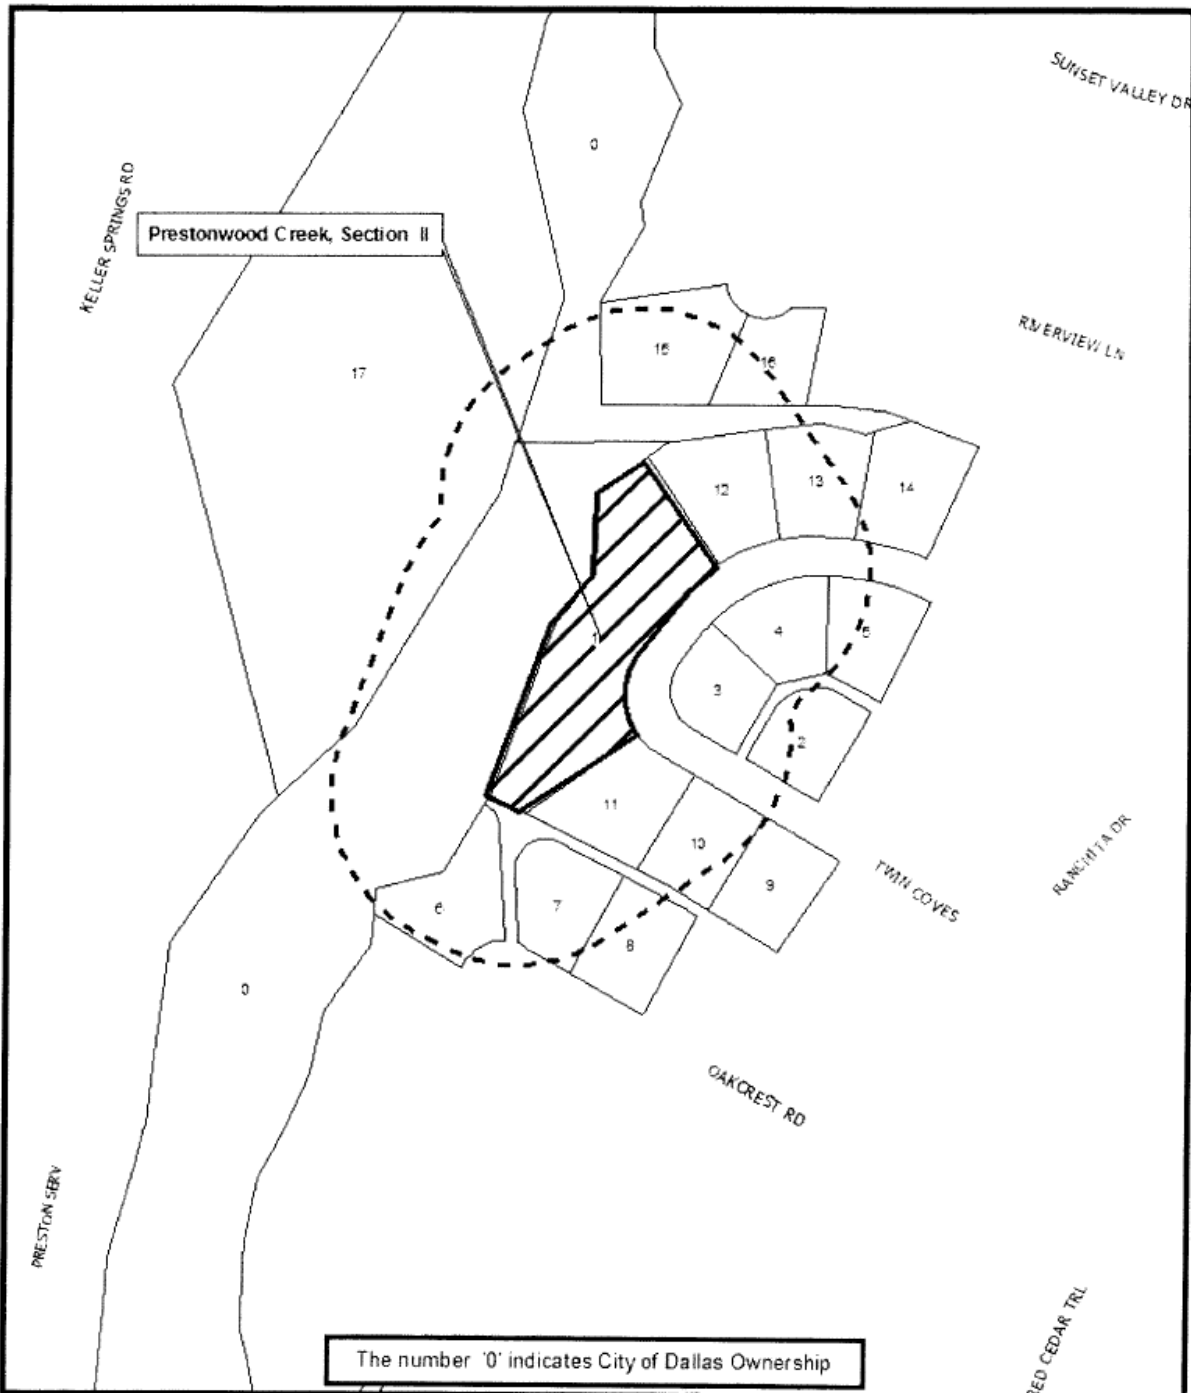 SUNSET VALLEY DR
0
KELLER SPRINGS RD
Prestonwood Creek, Section II
RIVERVIEW LN
15
16
17
12
13
14
1
4
5
3
2
11
10
9
TWIN COVES
RANCHITA DR
6
7
8
0
OAKCREST RD
PRESTON SERV
RED CEDAR TRL
The number '0' indicates City of Dallas Ownership